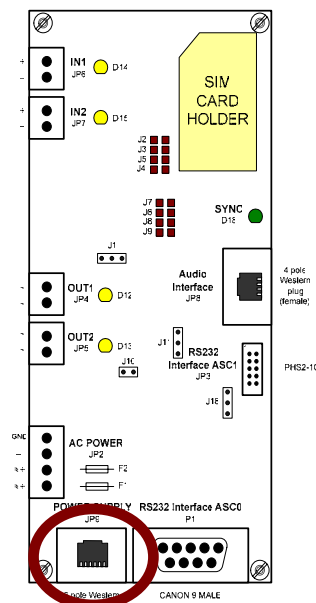 +
IN1
D14
-
JP6
SIM
CARD
HOLDER
+
IN2
D15
-
JP7
J2
J3
J5
J4
J7
J6
J8
J9
SYNC
D18
J1
Audio
Interface
JP8
4 pole
Western
plug
(female)
OUT1
JP4
D12
OUT2
JP5
D13
J11
RS232
Interface ASC1
JP3
PHS2-10
J10
J18
GND
AC POWER
JP2
F2
F1
POWER SUPPLY
RS232 Interface ASC0
JP9
P1
pole Western
CANON 9 MALE